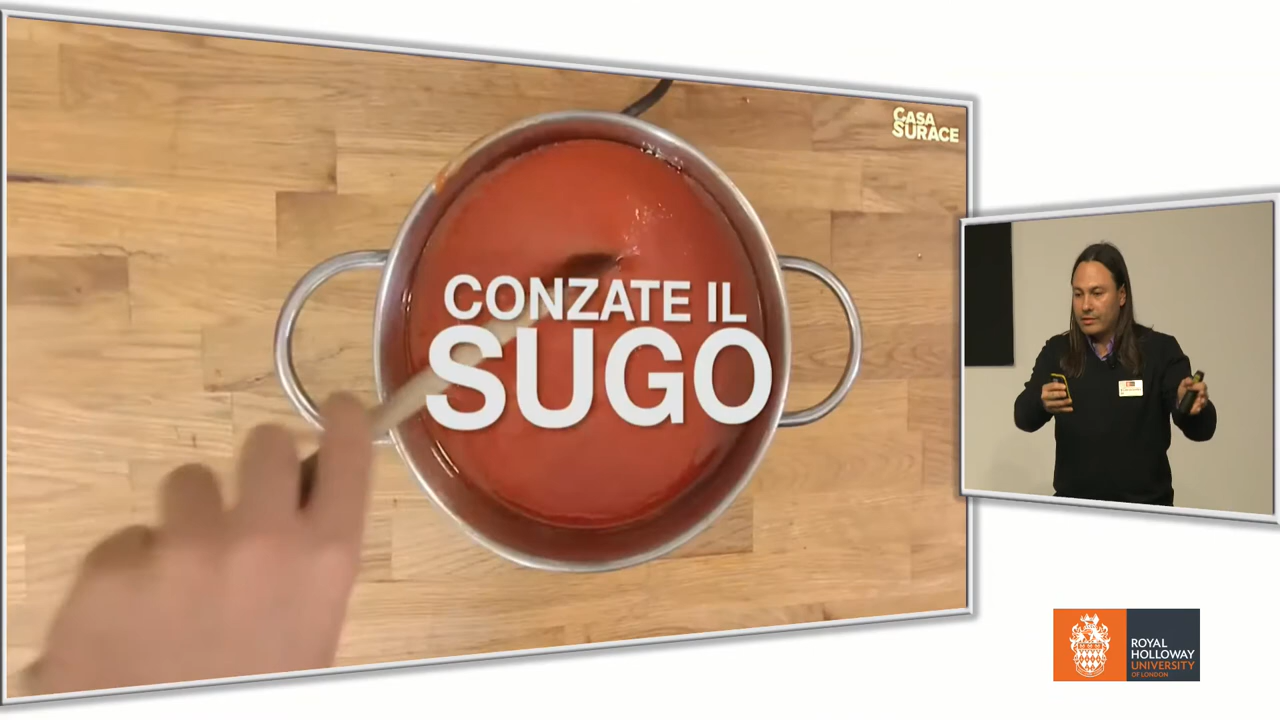 CASA
SURACE
CONZATE IL
SUGO
ROYAL
HOLLOWAY
UNIVERSITY
OF LONDON